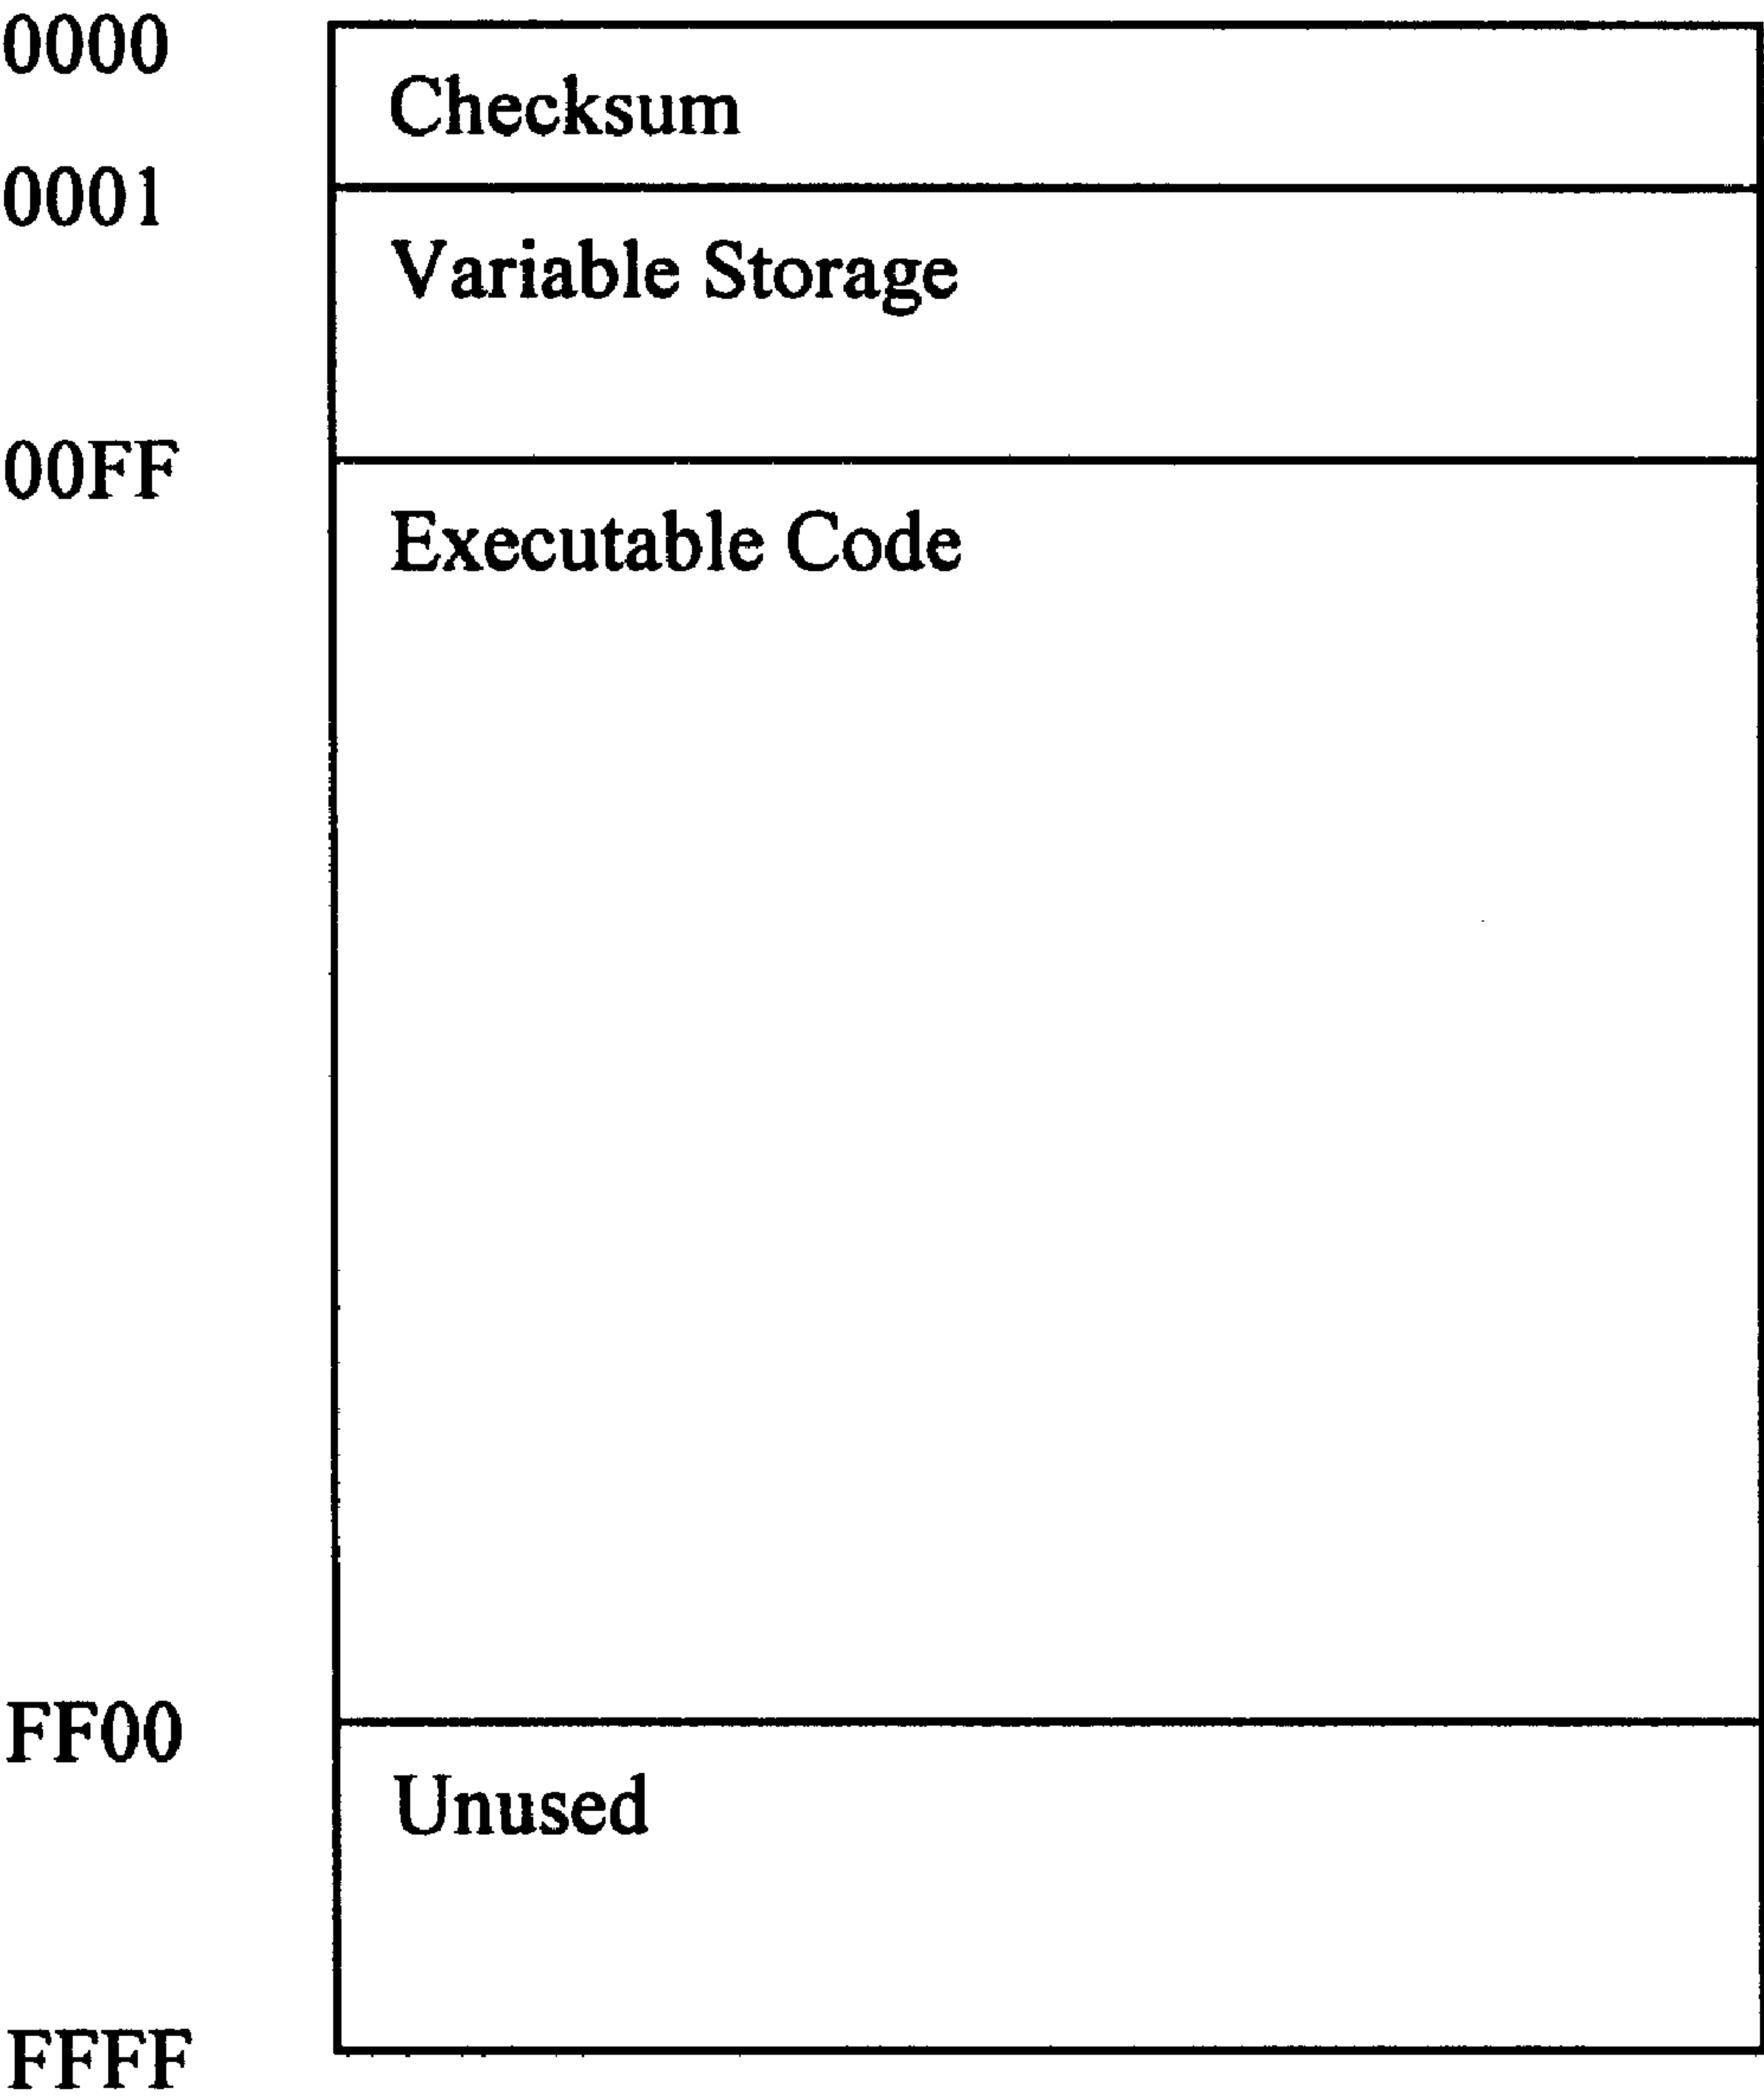 0000
Checksum
0001
Variable Storage
00FF
Executable Code
FF00
Unused
FFFF